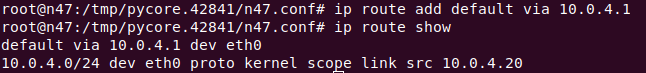 root@n47:/tmp/pycore.42841/n47.conf# ip route add default via 10.0.4.1
root@n47:/tmp/pycore.42841/n47.conf# ip route show
default via 10.0.4.1 dev eth0
10.0.4.0/24 dev eth0 proto kernel scope link src 10.0.4.20